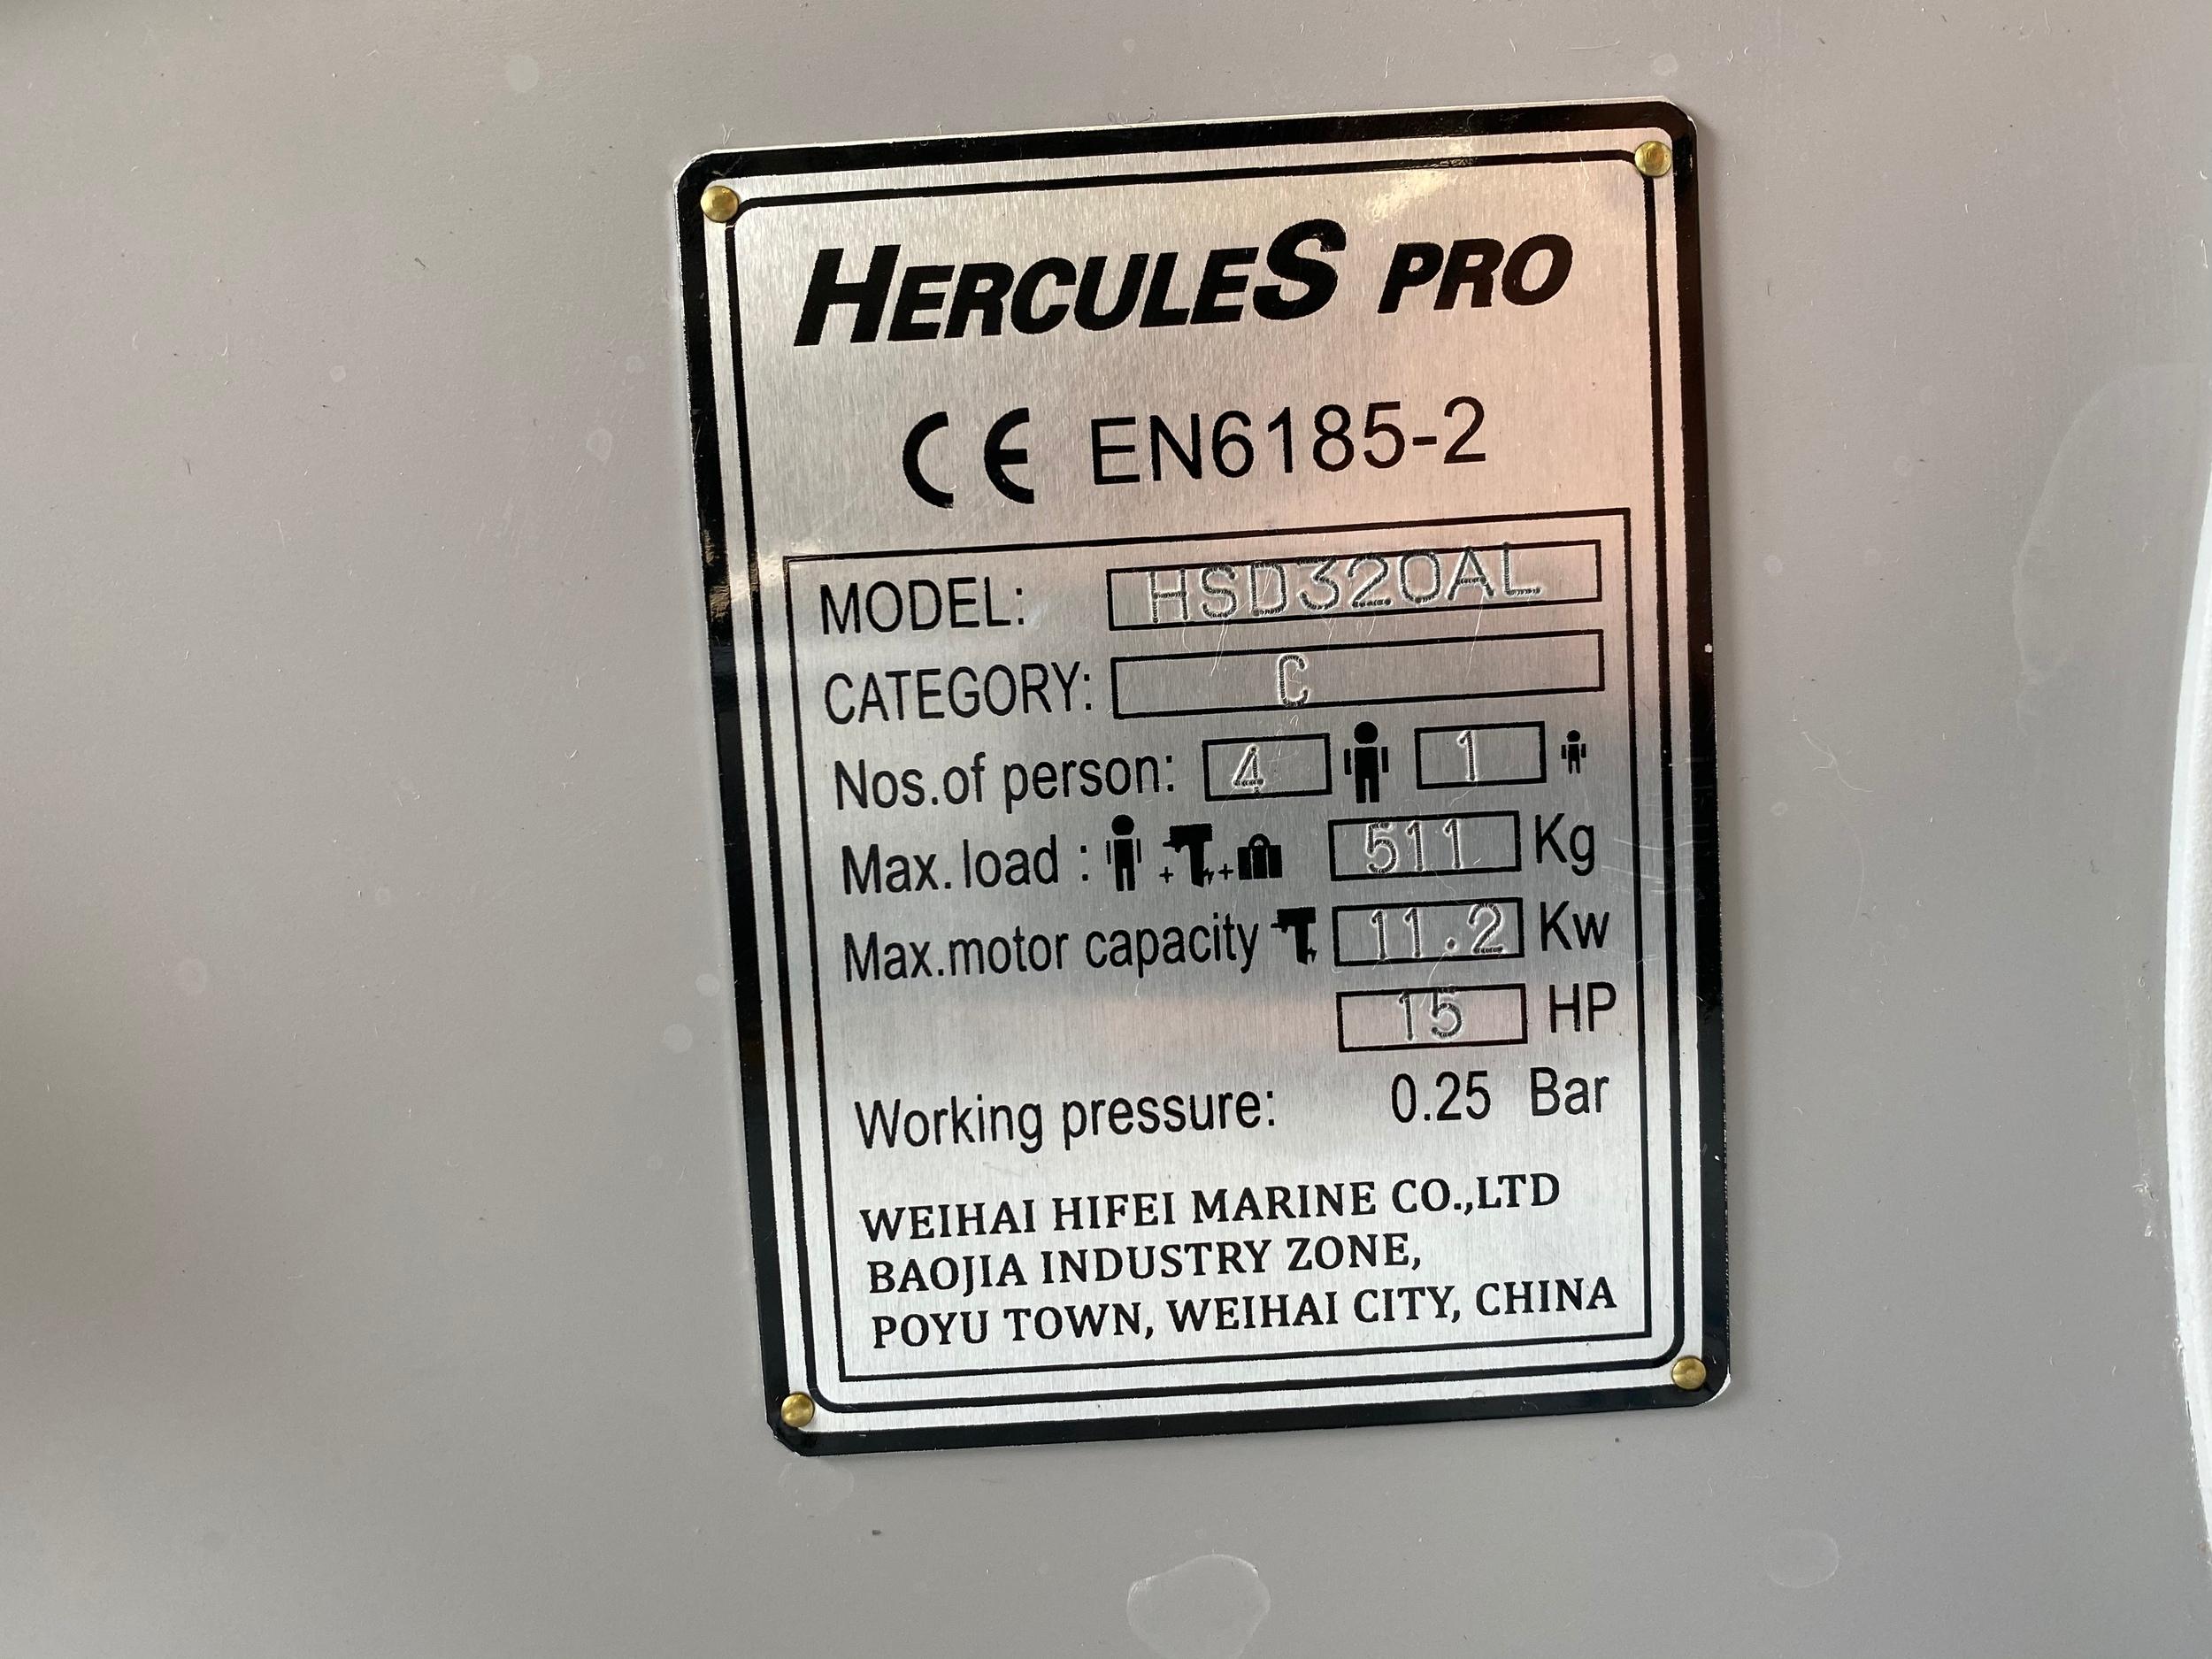 HERCULES PRO
CE EN6185-2
MODEL: HSD320AL
CATEGORY: C
Nos.of person: 4 1
Max. load : + + 511 Kg
Max.motor capacity 11.2 Kw
15 HP
Working pressure: 0.25 Bar
WEIHAI HIFEI MARINE CO.,LTD
BAOJIA INDUSTRY ZONE,
POYU TOWN, WEIHAI CITY, CHINA